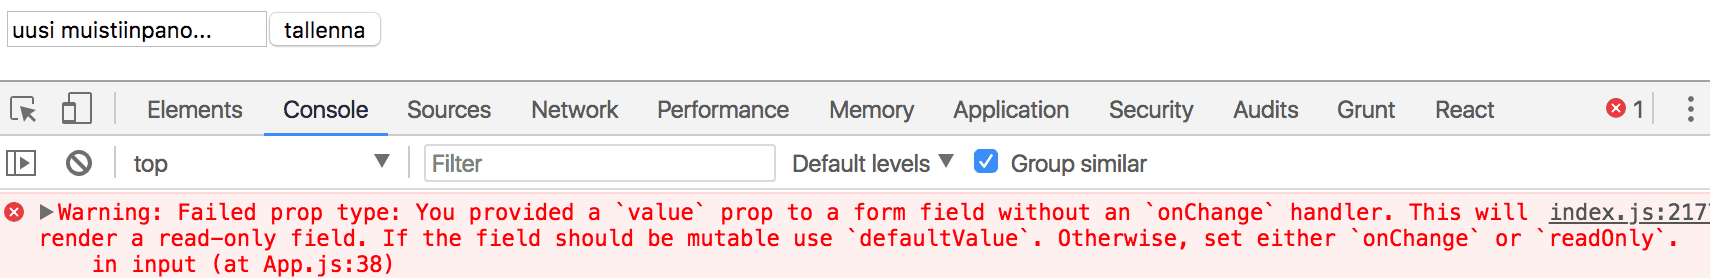 uusi muistiinpano... tallenna
Elements Console Sources Network Performance Memory Application Security Audits Grunt React 1
top Filter Default levels Group similar
Warning: Failed prop type: You provided a `value` prop to a form field without an `onChange` handler. This will index.js:217
render a read-only field. If the field should be mutable use `defaultValue`. Otherwise, set either `onChange` or `readOnly`.
in input (at App.js:38)